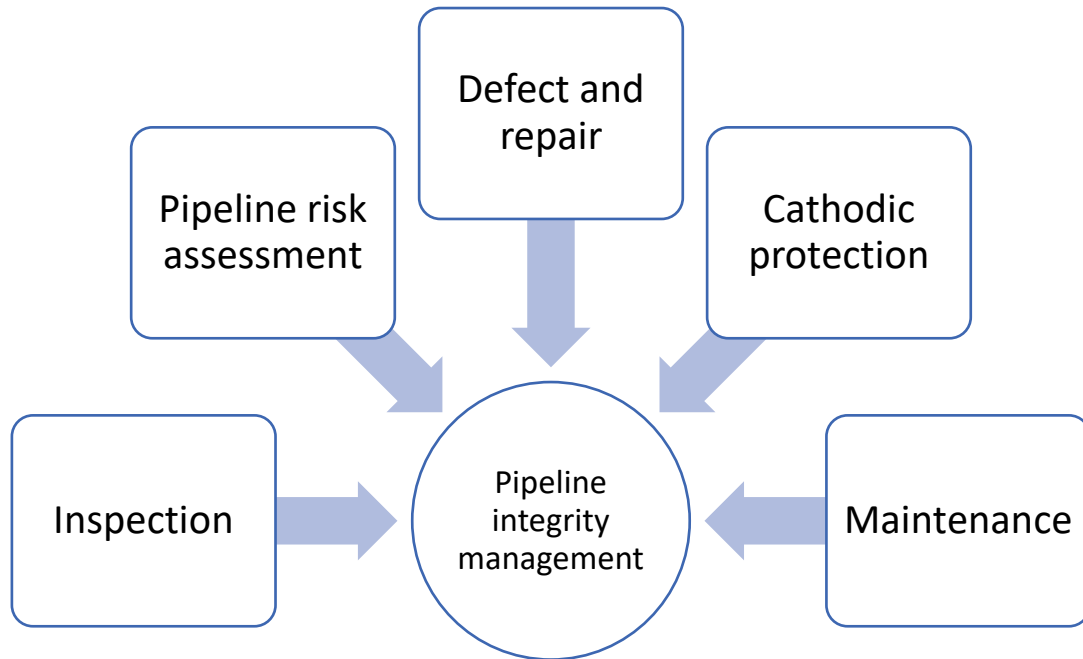 Defect and
repair
Pipeline risk
assessment
Cathodic
protection
Inspection
Pipeline
integrity
management
Maintenance